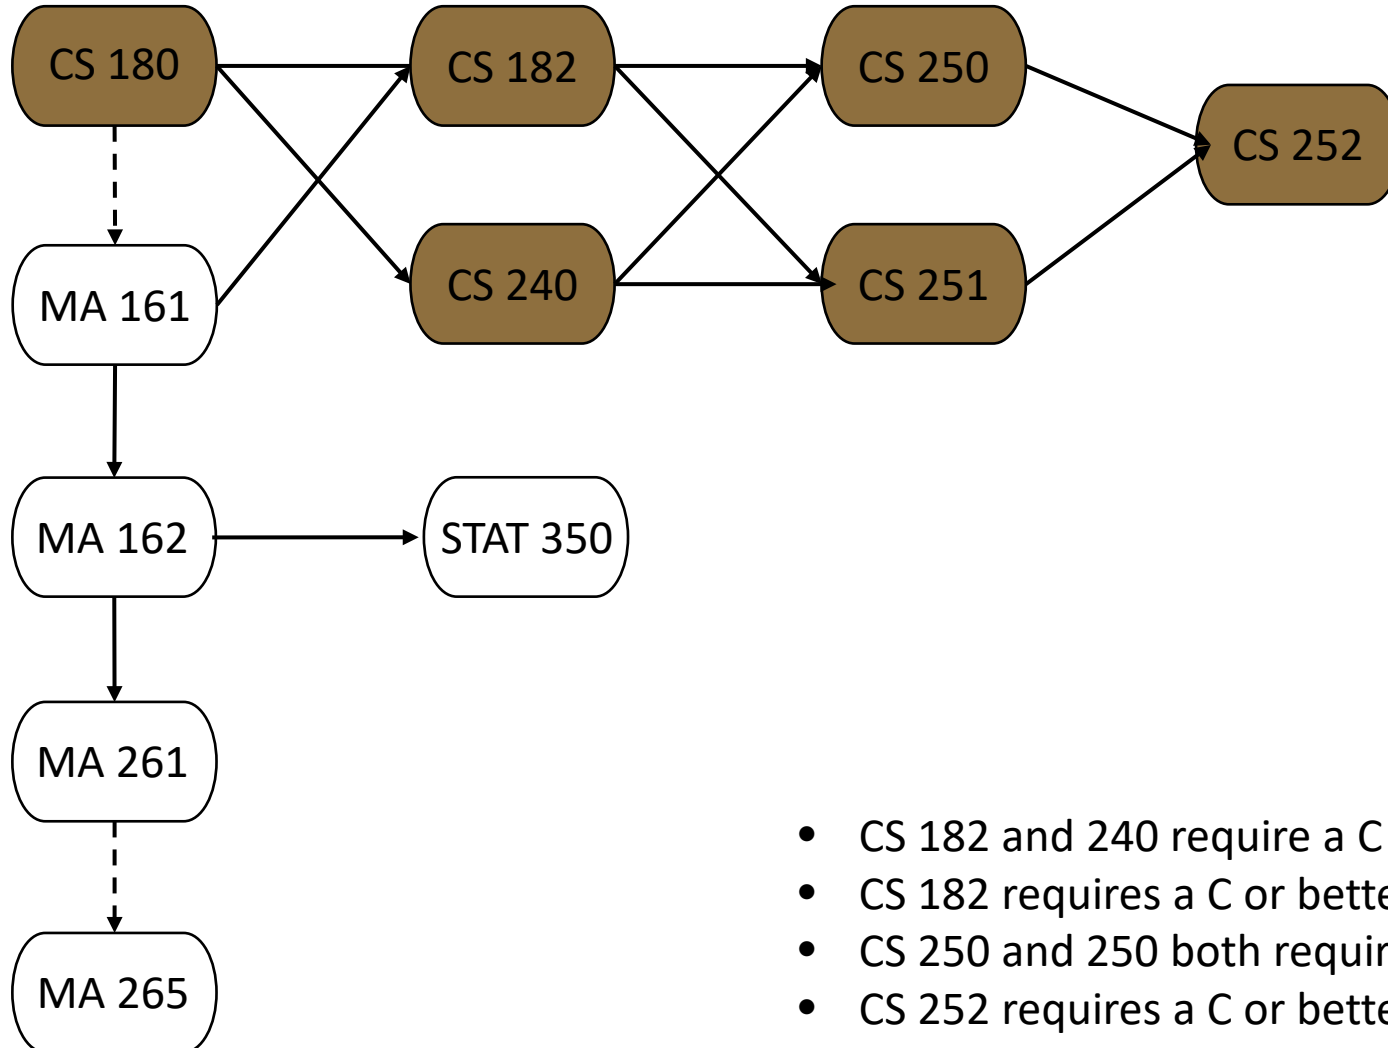 CS 180
CS 182
CS 250
CS 252
CS 240
CS 251
MA 161
MA 162
STAT 350
MA 261
MA 265
• CS 182 and 240 require a C
• CS 182 requires a C or bette
• CS 250 and 250 both requir
• CS 252 requires a C or bette